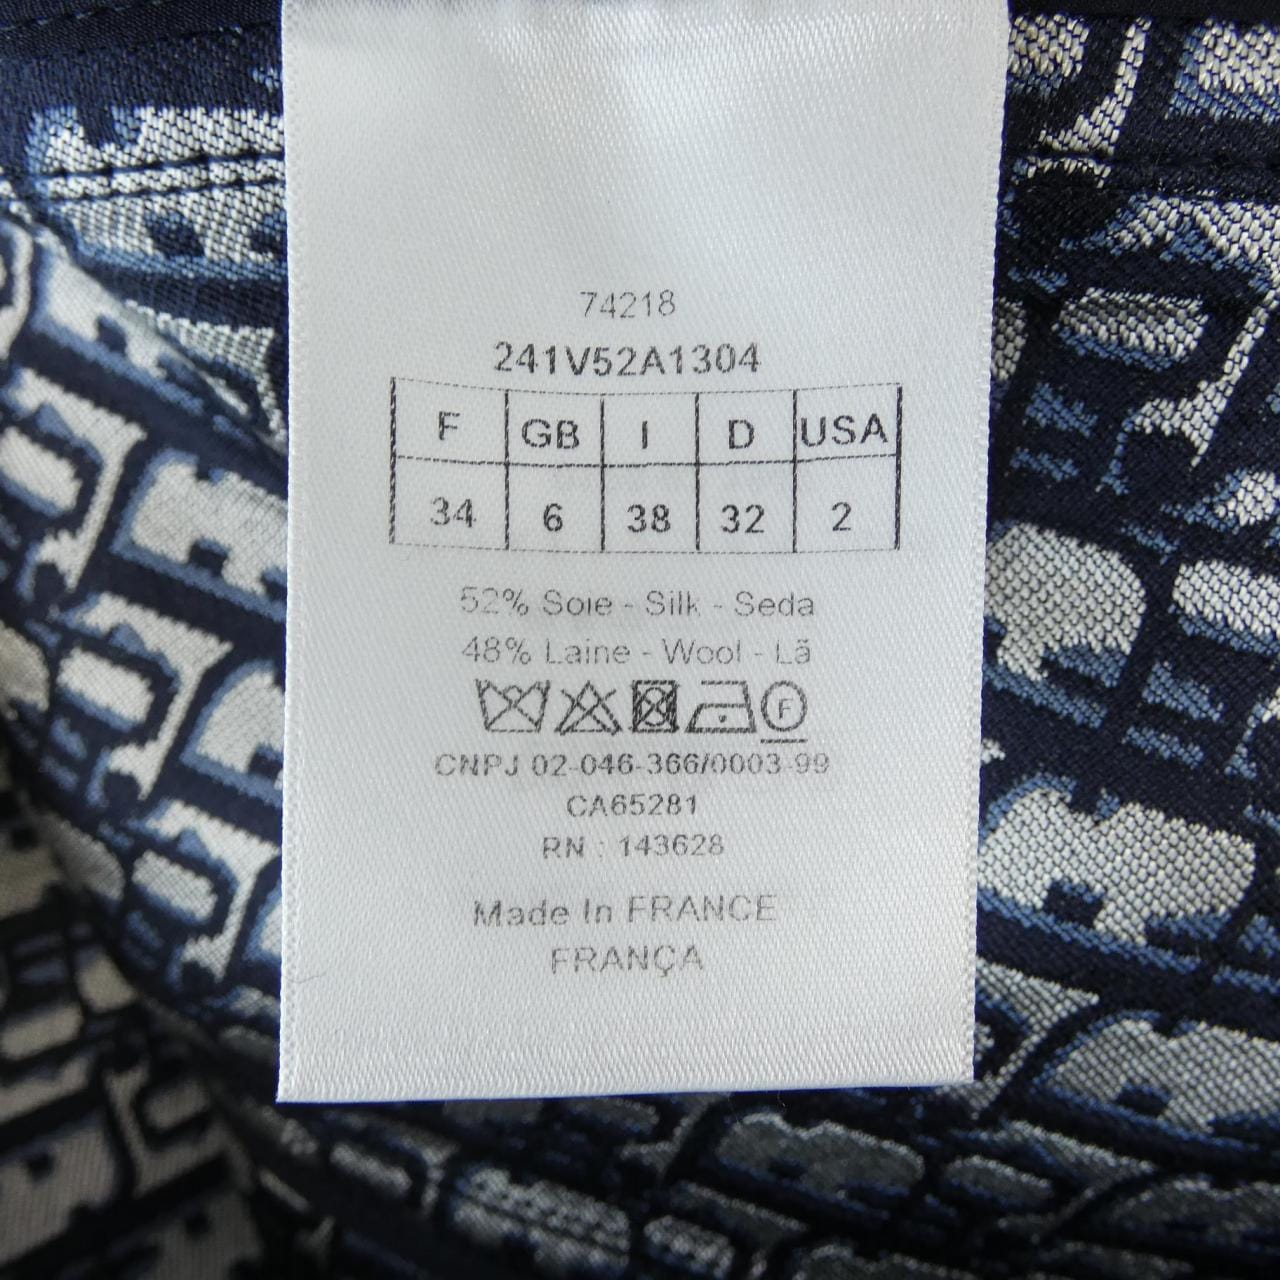 74218
241V52A1304
F GB I D USA
34 6 38 32 2
52% Soie - Silk - Seda
48% Laine - Wool - Lã
F
CNPJ 02-046-366/0003-99
CA65281
RN : 143628
Made In FRANCE
FRANÇA